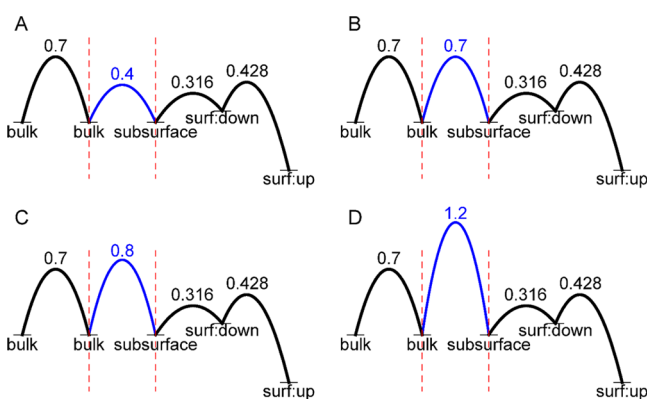 A
0.7
0.4
0.316
0.428
bulk
bulk
subsurface
surf:down
surf:up
B
0.7
0.7
0.316
0.428
bulk
bulk
subsurface
surf:down
surf:up
C
0.7
0.8
0.316
0.428
bulk
bulk
subsurface
surf:down
surf:up
D
0.7
1.2
0.316
0.428
bulk
bulk
subsurface
surf:down
surf:up